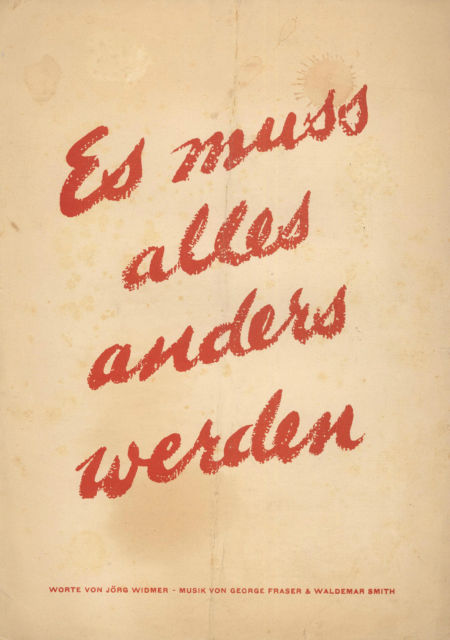 Es muss
alles
anders
werden
WORTE VON JÖRG WIDMER - MUSIK VON GEORGE FRASER & WALDEMAR SMITH